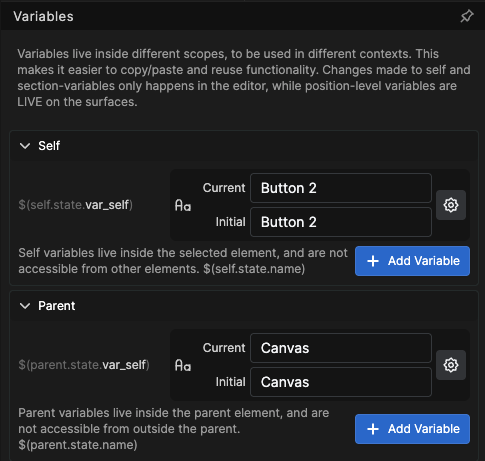 Variables
Variables live inside different scopes, to be used in different contexts. This
makes it easier to copy/paste and reuse functionality. Changes made to self and
section-variables only happens in the editor, while position-level variables are
LIVE on the surfaces.
Self
$(self.state.var_self)
Aa
Current
Button 2
Initial
Button 2
Self variables live inside the selected element, and are not
accessible from other elements. $(self.state.name)
+ Add Variable
Parent
$(parent.state.var_self)
Aa
Current
Canvas
Initial
Canvas
Parent variables live inside the parent element, and are
not accessible from outside the parent.
$(parent.state.name)
+ Add Variable